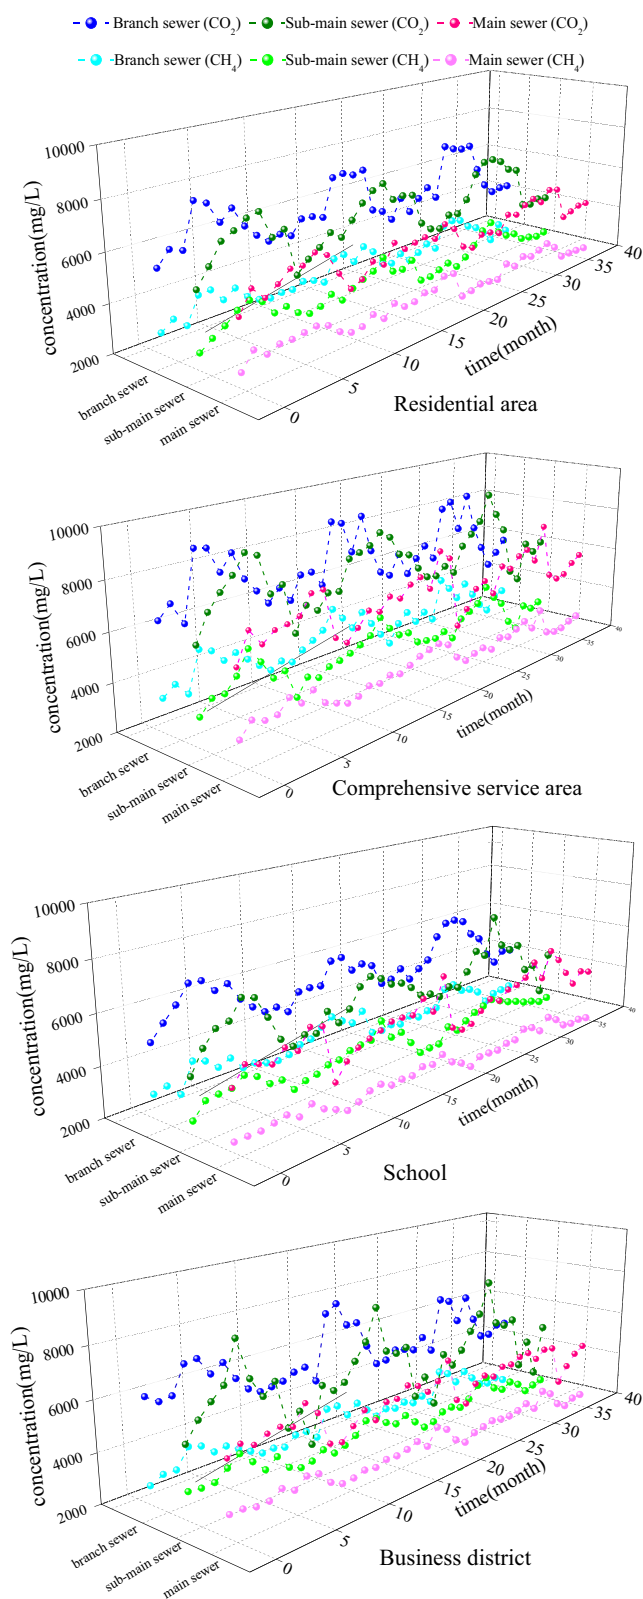 Branch sewer (CO2) Sub-main sewer (CO2) Main sewer (CO2)
Branch sewer (CH4) Sub-main sewer (CH4) Main sewer (CH4)
10000
8000
6000
4000
2000
concentration(mg/L)
branch sewer
sub-main sewer
main sewer
0
5
10
15
20
25
30
35
40
time(month)
Residential area
10000
8000
6000
4000
2000
concentration(mg/L)
branch sewer
sub-main sewer
main sewer
0
5
10
15
20
25
30
35
40
time(month)
Comprehensive service area
10000
8000
6000
4000
2000
concentration(mg/L)
branch sewer
sub-main sewer
main sewer
0
5
10
15
20
25
30
35
40
time(month)
School
10000
8000
6000
4000
2000
concentration(mg/L)
branch sewer
sub-main sewer
main sewer
0
5
10
15
20
25
30
35
40
time(month)
Business district